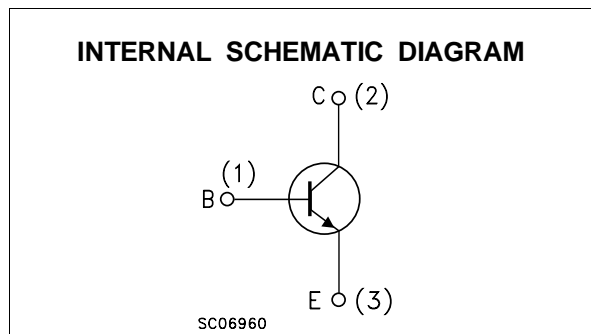 INTERNAL SCHEMATIC DIAGRAM
C (2)
(1)
B
E (3)
SC06960